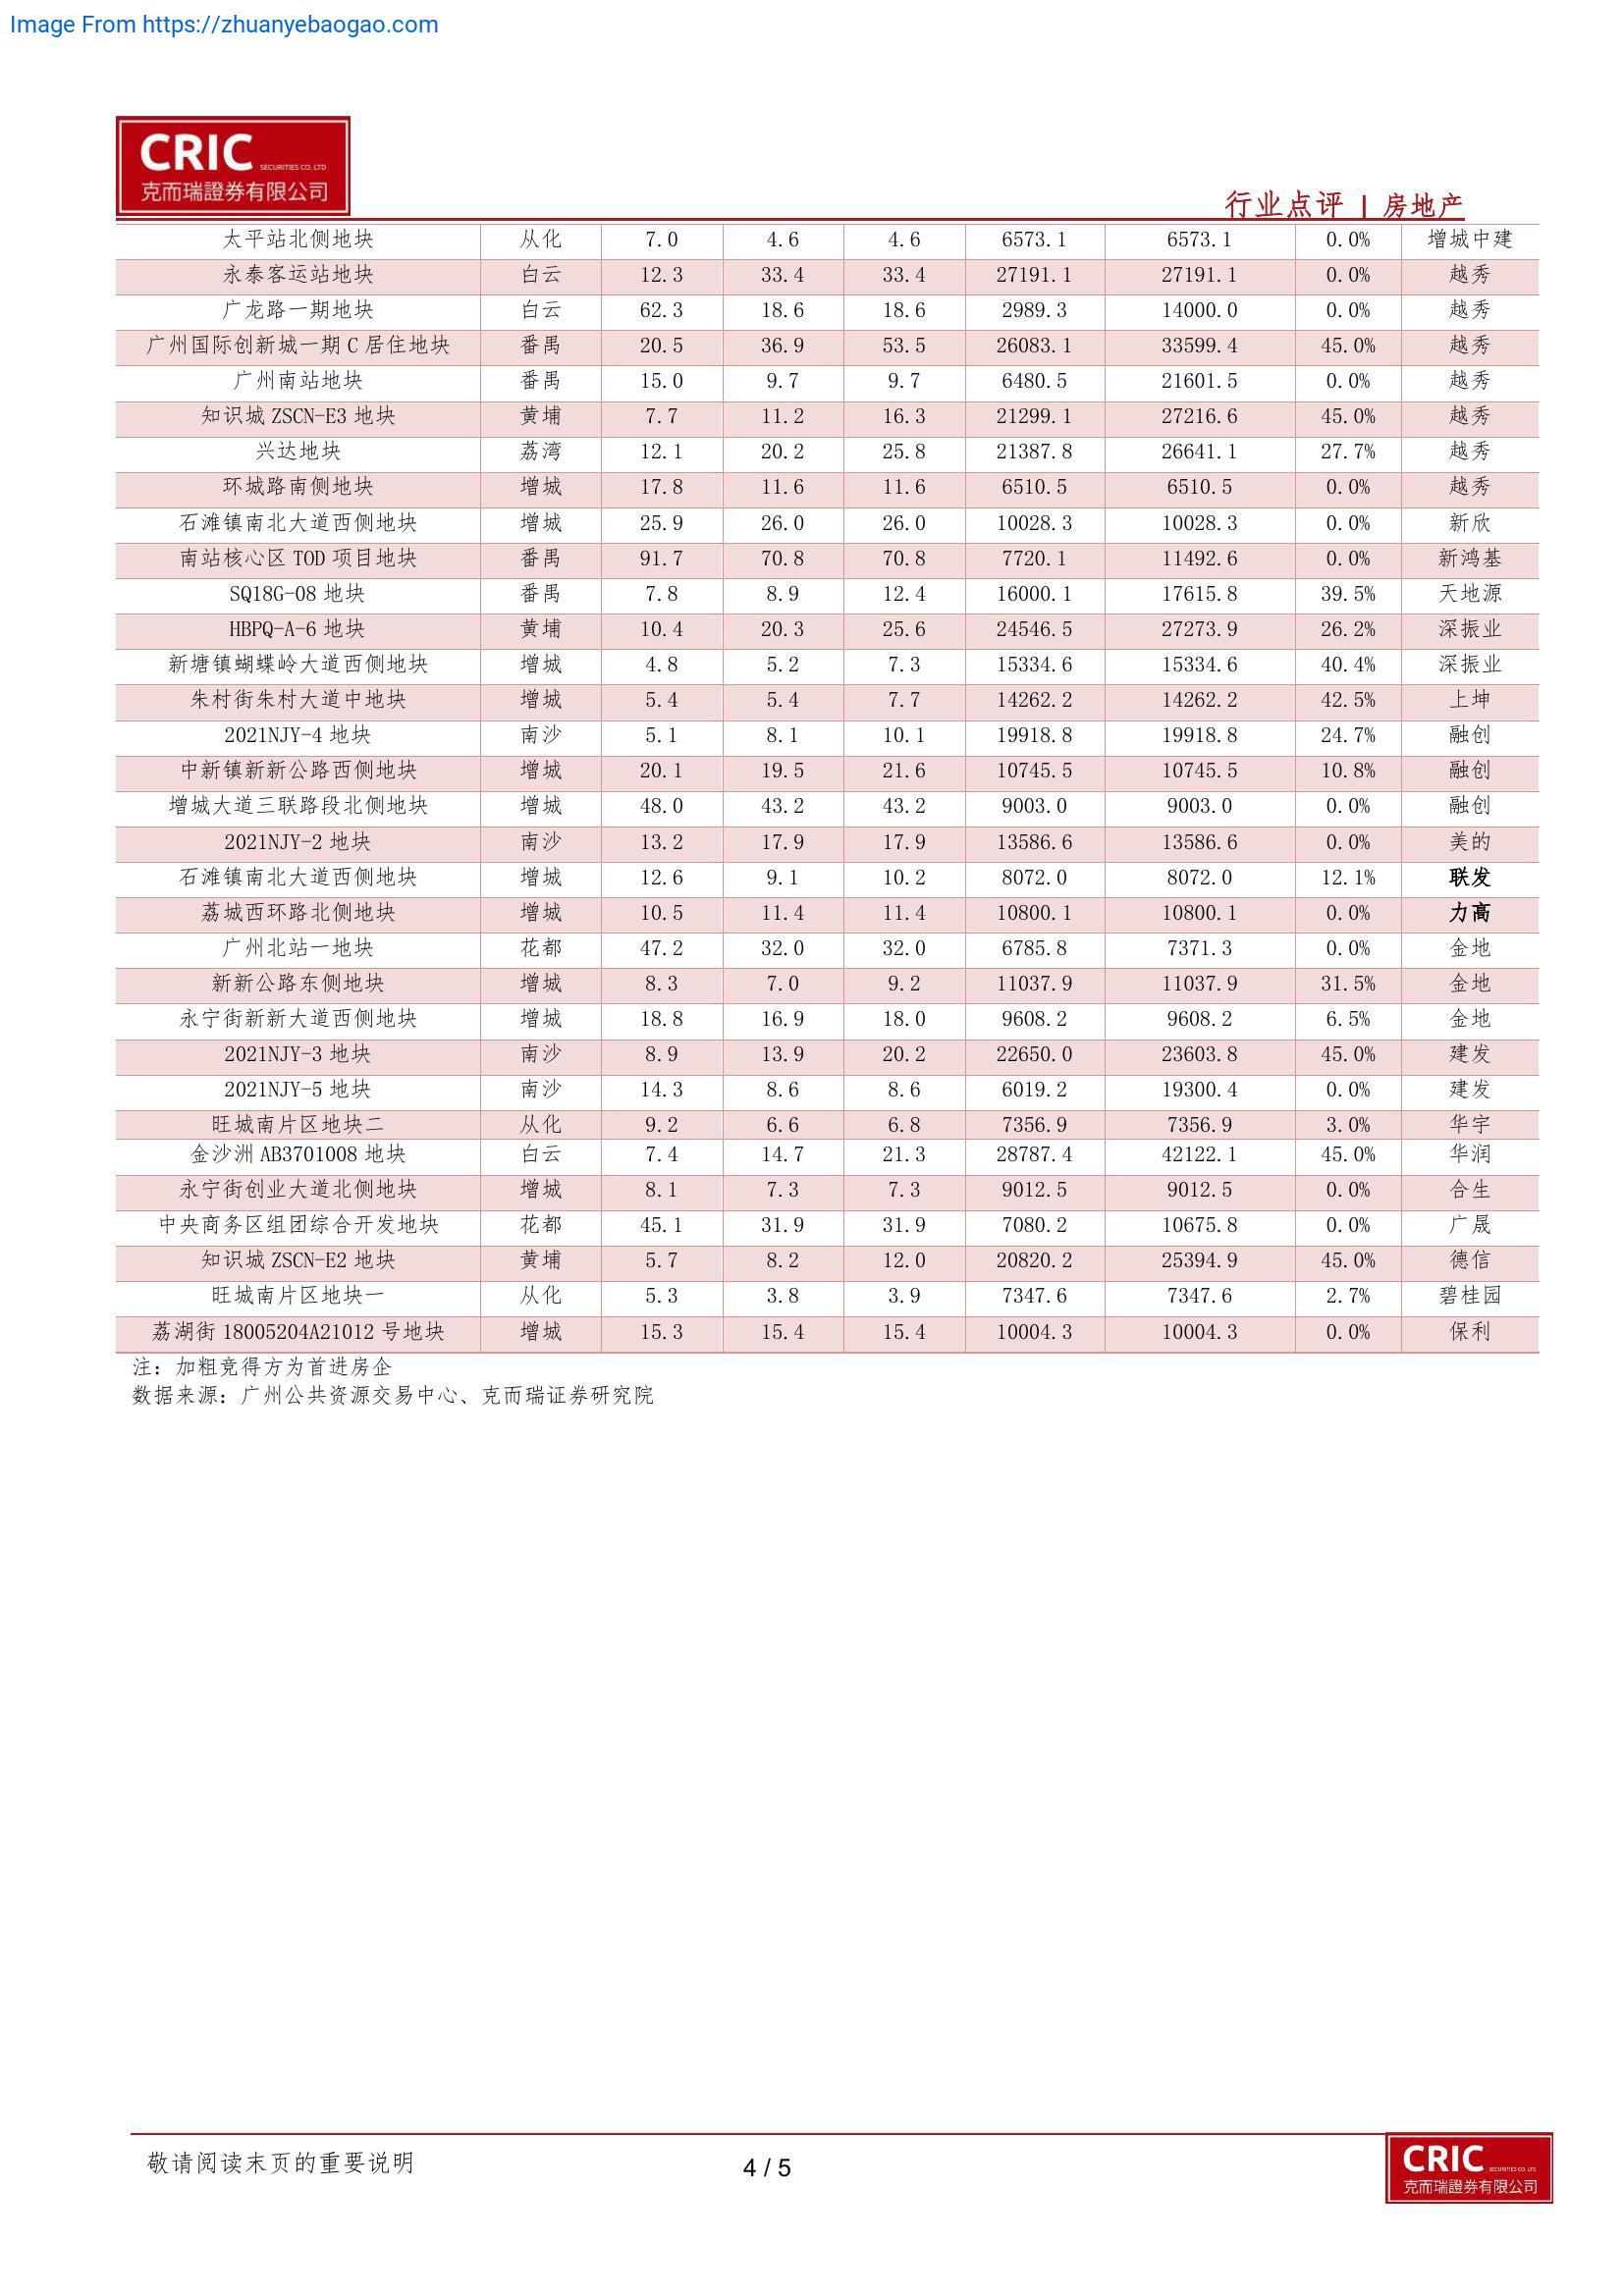 Image From https://zhuanyebaogao.com
CRIC SECURITIES CO. LTD
克而瑞證券有限公司
行业点评 | 房地产
太平站北侧地块 从化 7.0 4.6 4.6 6573.1 6573.1 0.0% 增城中建
永泰客运站地块 白云 12.3 33.4 33.4 27191.1 27191.1 0.0% 越秀
广龙路一期地块 白云 62.3 18.6 18.6 2989.3 14000.0 0.0% 越秀
广州国际创新城一期 C 居住地块 番禺 20.5 36.9 53.5 26083.1 33599.4 45.0% 越秀
广州南站地块 番禺 15.0 9.7 9.7 6480.5 21601.5 0.0% 越秀
知识城 ZSCN-E3 地块 黄埔 7.7 11.2 16.3 21299.1 27216.6 45.0% 越秀
兴达地块 荔湾 12.1 20.2 25.8 21387.8 26641.1 27.7% 越秀
环城路南侧地块 增城 17.8 11.6 11.6 6510.5 6510.5 0.0% 越秀
石滩镇南北大道西侧地块 增城 25.9 26.0 26.0 10028.3 10028.3 0.0% 新欣
南站核心区 TOD 项目地块 番禺 91.7 70.8 70.8 7720.1 11492.6 0.0% 新鸿基
SQ18G-08 地块 番禺 7.8 8.9 12.4 16000.1 17615.8 39.5% 天地源
HBPQ-A-6 地块 黄埔 10.4 20.3 25.6 24546.5 27273.9 26.2% 深振业
新塘镇蝴蝶岭大道西侧地块 增城 4.8 5.2 7.3 15334.6 15334.6 40.4% 深振业
朱村街朱村大道中地块 增城 5.4 5.4 7.7 14262.2 14262.2 42.5% 上坤
2021NJY-4 地块 南沙 5.1 8.1 10.1 19918.8 19918.8 24.7% 融创
中新镇新新公路西侧地块 增城 20.1 19.5 21.6 10745.5 10745.5 10.8% 融创
增城大道三联路段北侧地块 增城 48.0 43.2 43.2 9003.0 9003.0 0.0% 融创
2021NJY-2 地块 南沙 13.2 17.9 17.9 13586.6 13586.6 0.0% 美的
石滩镇南北大道西侧地块 增城 12.6 9.1 10.2 8072.0 8072.0 12.1% 联发
荔城西环路北侧地块 增城 10.5 11.4 11.4 10800.1 10800.1 0.0% 力高
广州北站一地块 花都 47.2 32.0 32.0 6785.8 7371.3 0.0% 金地
新新公路东侧地块 增城 8.3 7.0 9.2 11037.9 11037.9 31.5% 金地
永宁街新新大道西侧地块 增城 18.8 16.9 18.0 9608.2 9608.2 6.5% 金地
2021NJY-3 地块 南沙 8.9 13.9 20.2 22650.0 23603.8 45.0% 建发
2021NJY-5 地块 南沙 14.3 8.6 8.6 6019.2 19300.4 0.0% 建发
旺城南片区地块二 从化 9.2 6.6 6.8 7356.9 7356.9 3.0% 华宇
金沙洲 AB3701008 地块 白云 7.4 14.7 21.3 28787.4 42122.1 45.0% 华润
永宁街创业大道北侧地块 增城 8.1 7.3 7.3 9012.5 9012.5 0.0% 合生
中央商务区组团综合开发地块 花都 45.1 31.9 31.9 7080.2 10675.8 0.0% 广晟
知识城 ZSCN-E2 地块 黄埔 5.7 8.2 12.0 20820.2 25394.9 45.0% 德信
旺城南片区地块一 从化 5.3 3.8 3.9 7347.6 7347.6 2.7% 碧桂园
荔湖街 18005204A21012 号地块 增城 15.3 15.4 15.4 10004.3 10004.3 0.0% 保利
注：加粗竞得方为首进房企
数据来源：广州公共资源交易中心、克而瑞证券研究院
敬请阅读末页的重要说明
4 / 5
CRIC SECURITIES CO. LTD
克而瑞證券有限公司